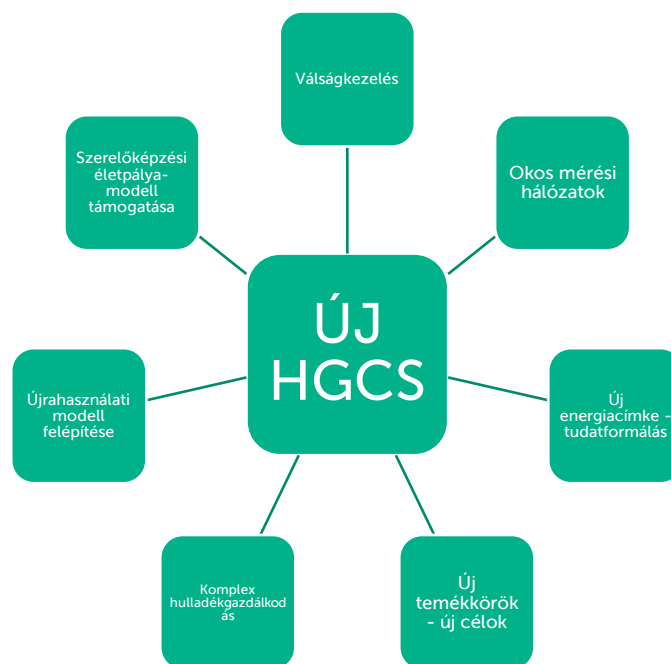 Válságkezelés
Szerelőképzési
életpálya-
modell
támogatása
Okos mérési
hálózatok
ÚJ
HGCS
Újrahasználati
modell
felépítése
Új
energiacímke -
tudatformálás
Komplex
hulladékgazdálkod
ás
Új
temékkörök
- új célok